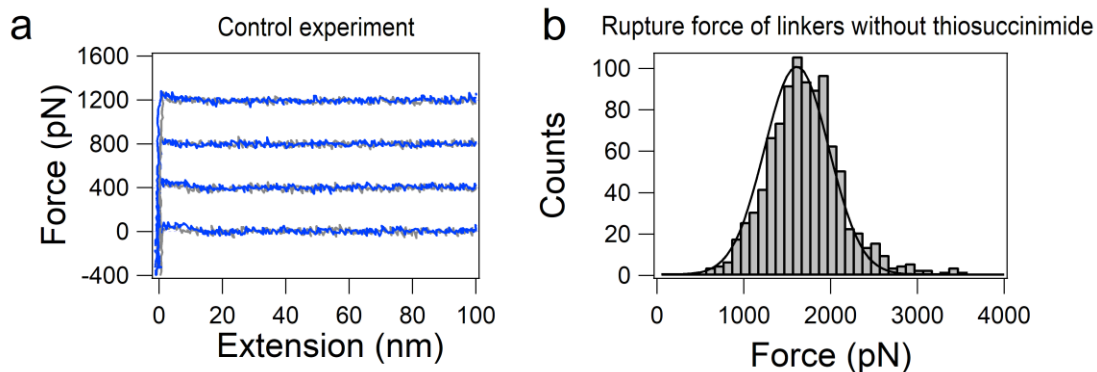 a
Control experiment
Force (pN)
1600
1200
800
400
0
-400
0 20 40 60 80 100
Extension (nm)
b
Rupture force of linkers without thiosuccinimide
Counts
100
80
60
40
20
0
0 1000 2000 3000 4000
Force (pN)